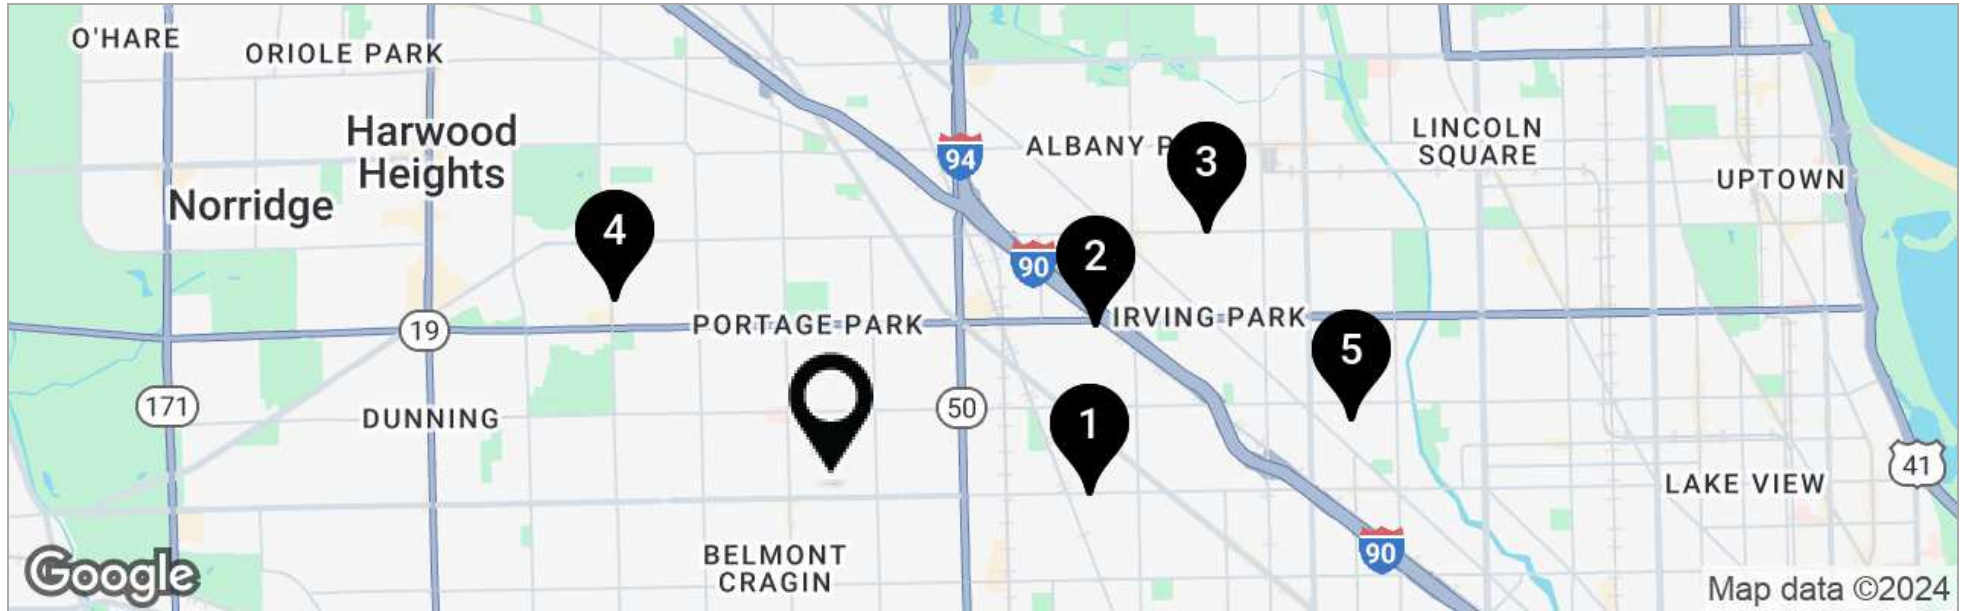 O'HARE
ORIOLE PARK
Harwood
Heights
94
ALBANY P
3
LINCOLN
SQUARE
UPTOWN
Norridge
4
90
2
19
PORTAGE PARK
IRVING PARK
5
171
DUNNING
50
1
41
LAKE VIEW
BELMONT
CRAGIN
90
Google
Map data ©2024